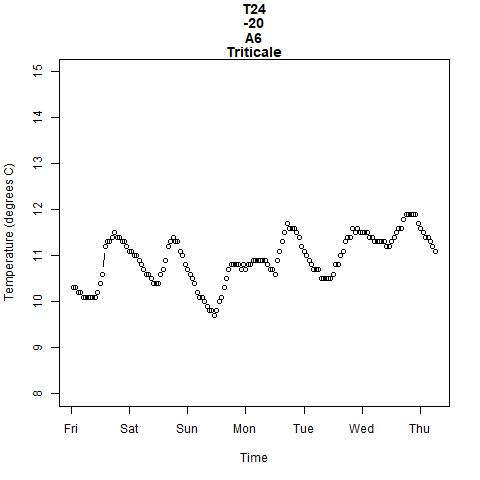 T24
-20
A6
Triticale
15
14
13
12
11
10
9
8
Temperature (degrees C)
Fri Sat Sun Mon Tue Wed Thu
Time